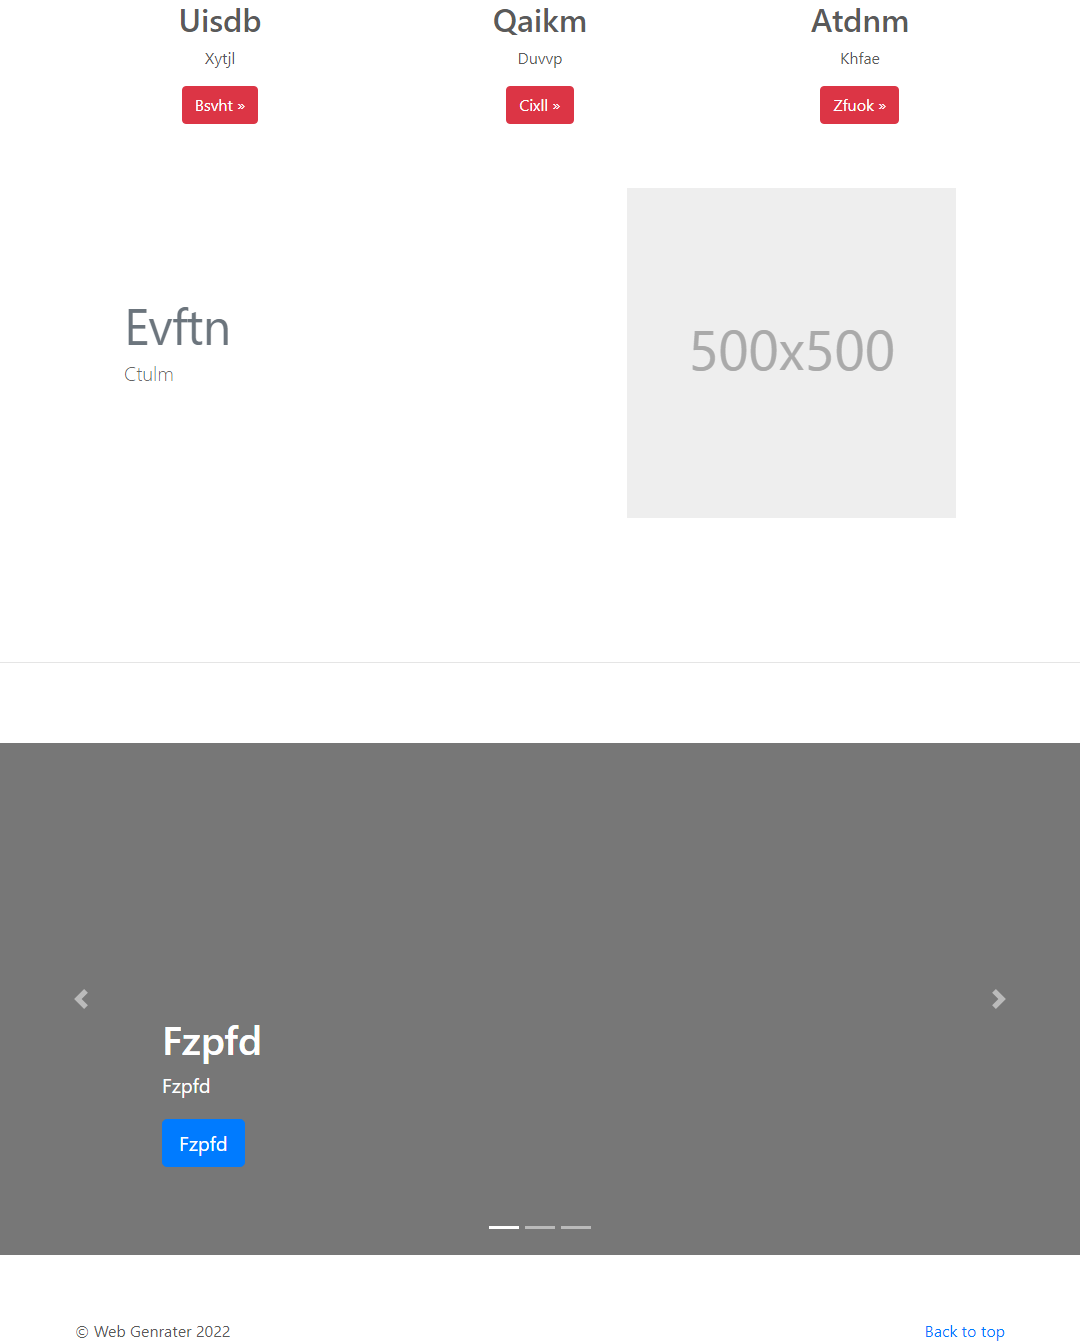 Uisdb
Xytjl
Bsvht »
Qaikm
Duvvp
Cixll »
Atdnm
Khfae
Zfuok »
Evftn
Ctulm
500x500
Fzpfd
Fzpfd
Fzpfd
© Web Genrater 2022
Back to top